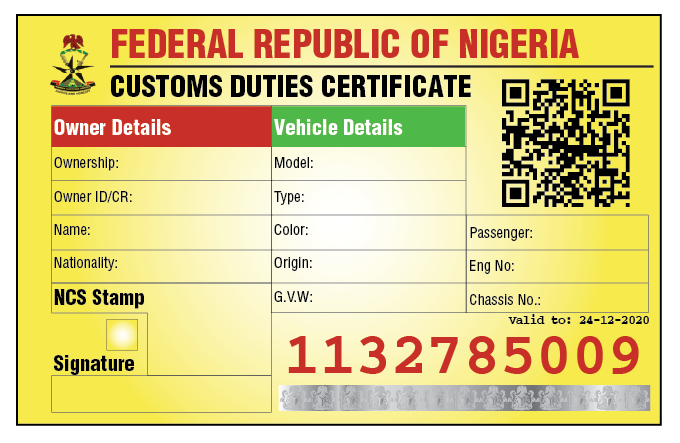 FEDERAL REPUBLIC OF NIGERIA
CUSTOMS DUTIES CERTIFICATE
Owner Details
Vehicle Details
Ownership:
Model:
Owner ID/CR:
Type:
Name:
Color:
Passenger:
Nationality:
Origin:
Eng No:
NCS Stamp
G.V.W:
Chassis No.:
Valid to: 24-12-2020
Signature
1132785009